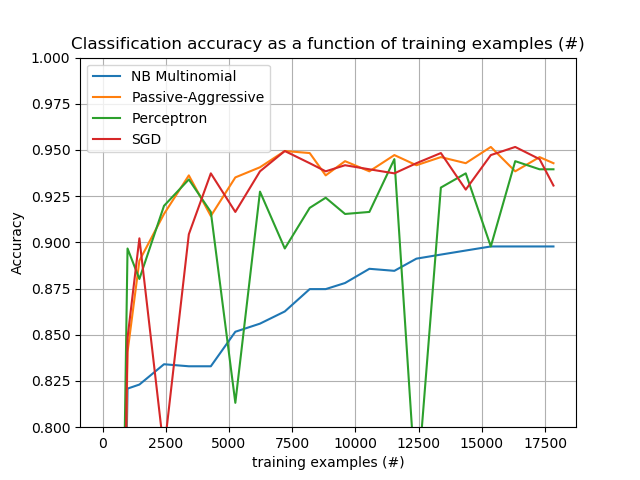 Classification accuracy as a function of training examples (#)
1.000
0.975
0.950
0.925
0.900
0.875
0.850
0.825
0.800
Accuracy
NB Multinomial
Passive-Aggressive
Perceptron
SGD
0
2500
5000
7500
10000
12500
15000
17500
training examples (#)